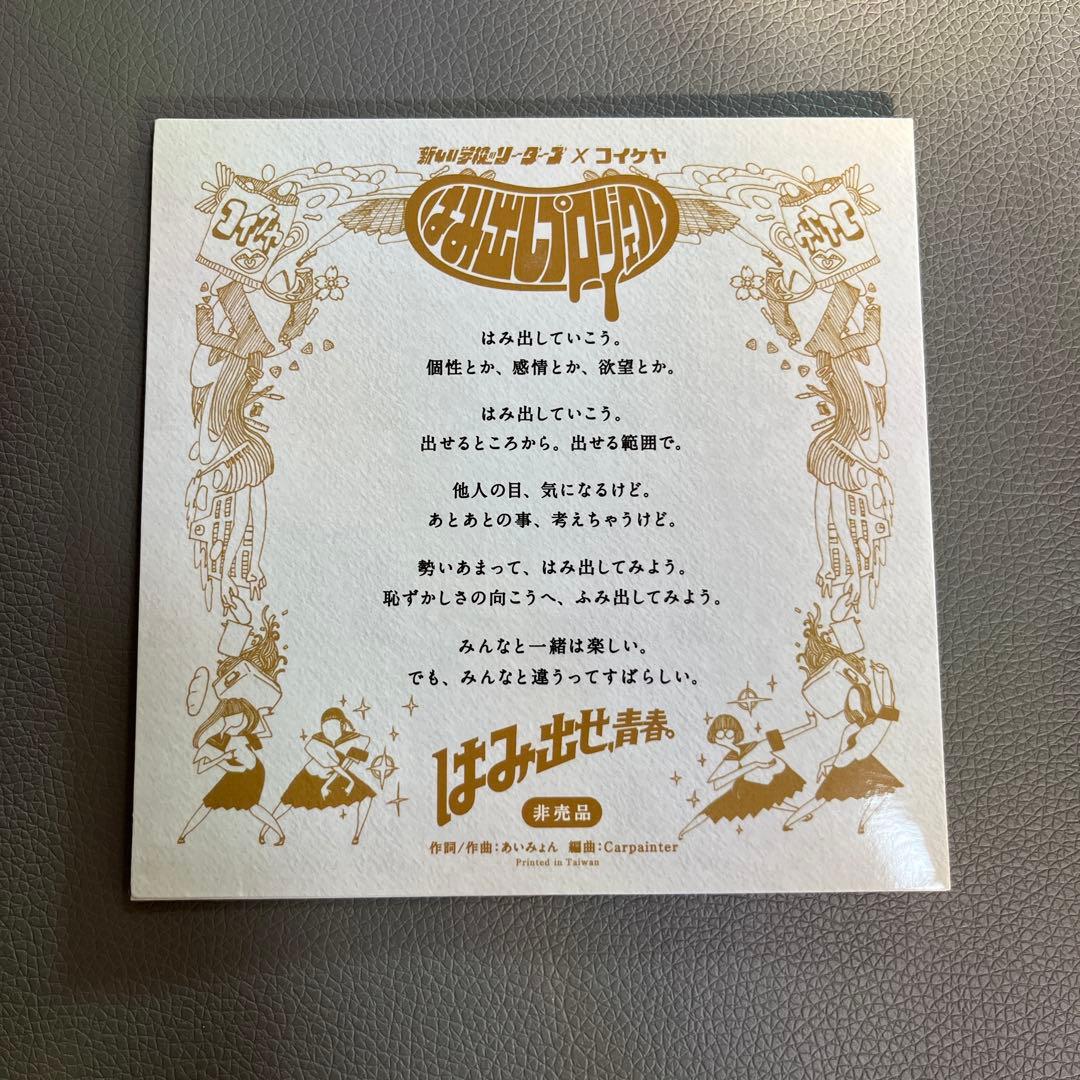 新しい学校のリーダーズ×コイケヤ
はみ出しプロジェクト
コイケヤ
はみ出していこう。
個性とか、感情とか、欲望とか。
はみ出していこう。
出せるところから。出せる範囲で。
他人の目、気になるけど。
あとあとの事、考えちゃうけど。
勢いあまって、はみ出してみよう。
恥ずかしさの向こうへ、ふみ出してみよう。
みんなと一緒は楽しい。
でも、みんなと違うってすばらしい。
はみ出せ、青春。
非売品
作詞/作曲:あいみょん 編曲:Carpainter
Printed in Taiwan